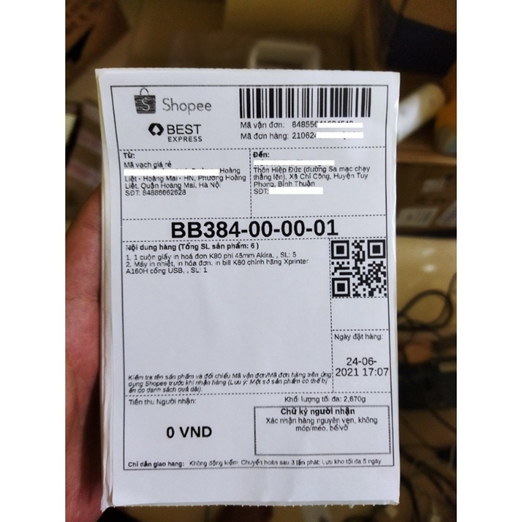 Shopee
BEST
EXPRESS
Mã vận đơn:
Mã đơn hàng: 210624
Từ:
Mã vạch giá rẻ
Hoàng
Liệt - Hoàng Mai - HN, Phường Hoàng
Liệt, Quận Hoàng Mai, Hà Nội
SĐT: 84886662628
Đến:
Thôn Hiệp Đức (đường Sa mạc chạy
thẳng lên), Xã Chí Công, Huyện Tuy
Phong, Bình Thuận
SĐT:
BB384-00-00-01
Nội dung hàng (Tổng SL sản phẩm: 6)
1. 1 cuộn giấy in hoá đơn K80 phi 45mm Akira, , SL: 5
2. Máy in nhiệt, in hóa đơn, in bill K80 chính hãng Xprinter
A160H cổng USB, , SL: 1
Ngày đặt hàng:
24-06-
2021 17:07
Kiểm tra tên sản phẩm và đối chiếu Mã vận đơn/Mã đơn hàng trên ứng
dụng Shopee trước khi nhận hàng (Lưu ý: Một số sản phẩm có thể bị
ẩn do danh sách quá dài).
Tiền thu Người nhận:
0 VND
Khối lượng tối đa: 2,670g
Chữ ký người nhận
Xác nhận hàng nguyên vẹn, không
móp/méo, bể/vỡ
Chỉ dẫn giao hàng: Không đồng kiểm; Chuyển hoàn sau 3 lần phát; Lưu kho tối đa 5 ngày